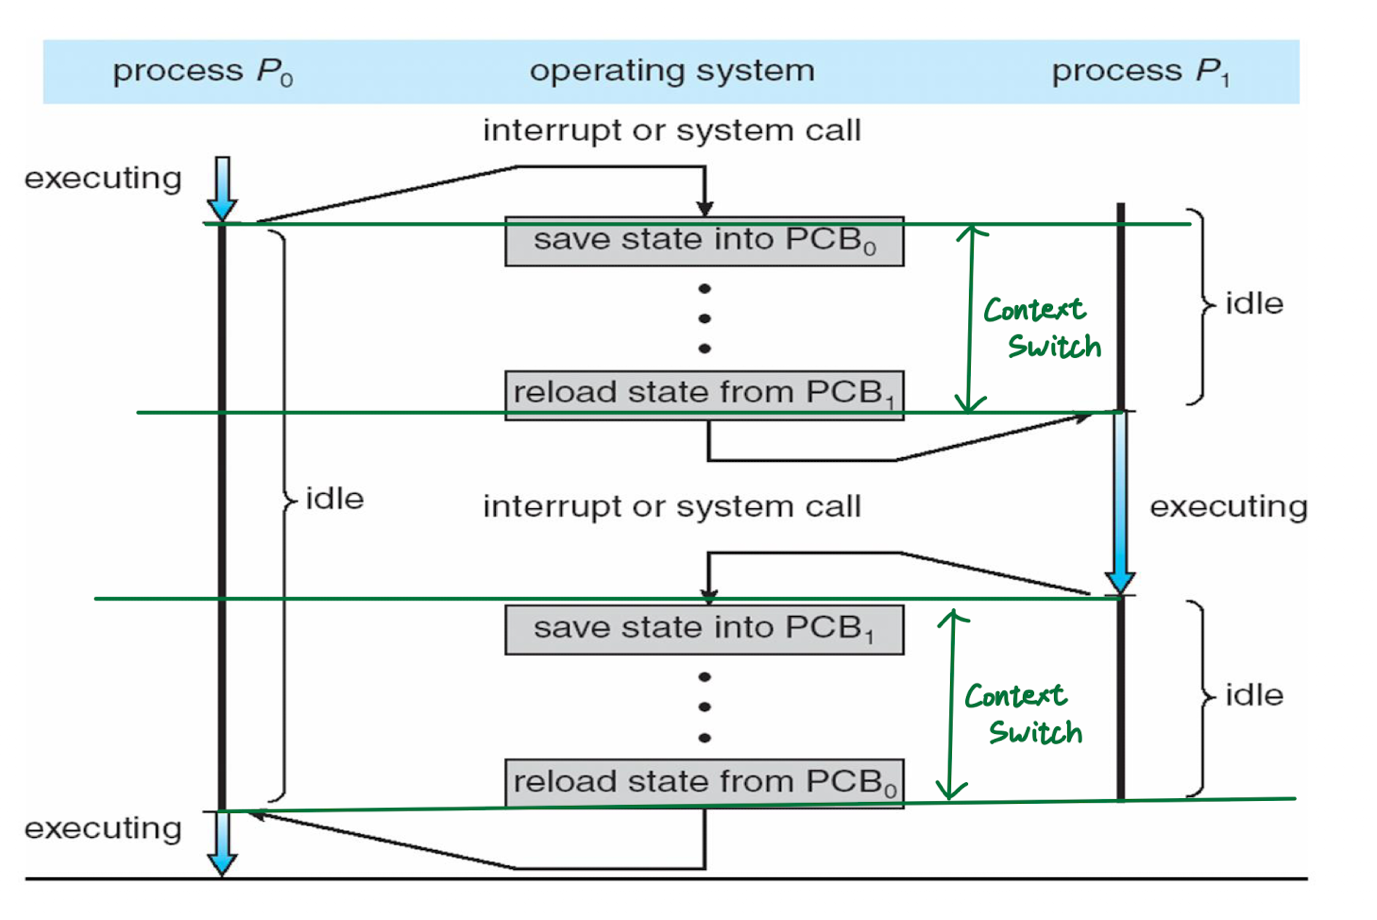 process P₀ operating system process P₁
interrupt or system call
executing
save state into PCB₀
Context
Switch
idle
reload state from PCB₁
idle
interrupt or system call
executing
save state into PCB₁
Context
Switch
idle
reload state from PCB₀
executing